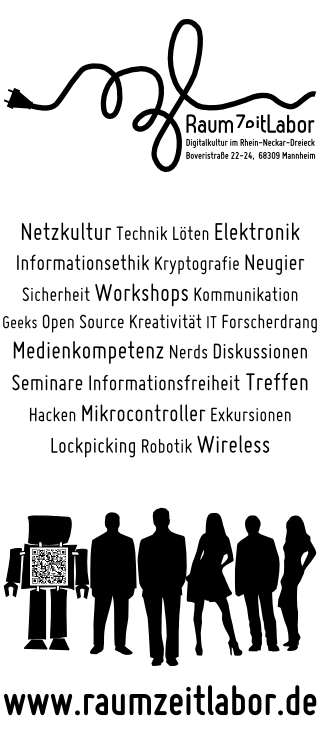 RaumZeitLabor
Digitalkultur im Rhein-Neckar-Dreieck
Boveristraße 22-24, 68309 Mannheim
Netzkultur Technik Löten Elektronik
Informationsethik Kryptografie Neugier
Sicherheit Workshops Kommunikation
Geeks Open Source Kreativität IT Forscherdrang
Medienkompetenz Nerds Diskussionen
Seminare Informationsfreiheit Treffen
Hacken Mikrocontroller Exkursionen
Lockpicking Robotik Wireless
www.raumzeitlabor.de